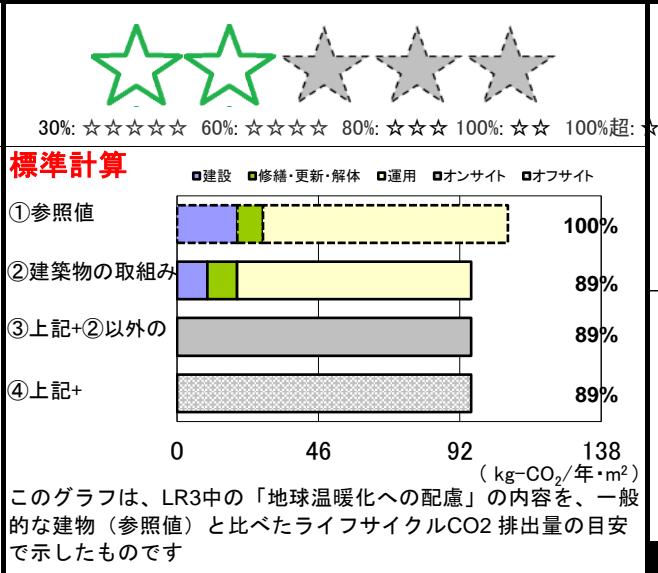 30%: ☆☆☆☆☆ 60%: ☆☆☆☆ 80%: ☆☆☆ 100%: ☆☆ 100%超: ☆
標準計算
建設 修繕・更新・解体 運用 オンサイト オフサイト
①参照値 100%
②建築物の取組み 89%
③上記+②以外の 89%
④上記+ 89%
0 46 92 138
( kg-CO₂/年・m² )
このグラフは、LR3中の「地球温暖化への配慮」の内容を、一般
的な建物（参照値）と比べたライフサイクルCO2 排出量の目安
で示したものです